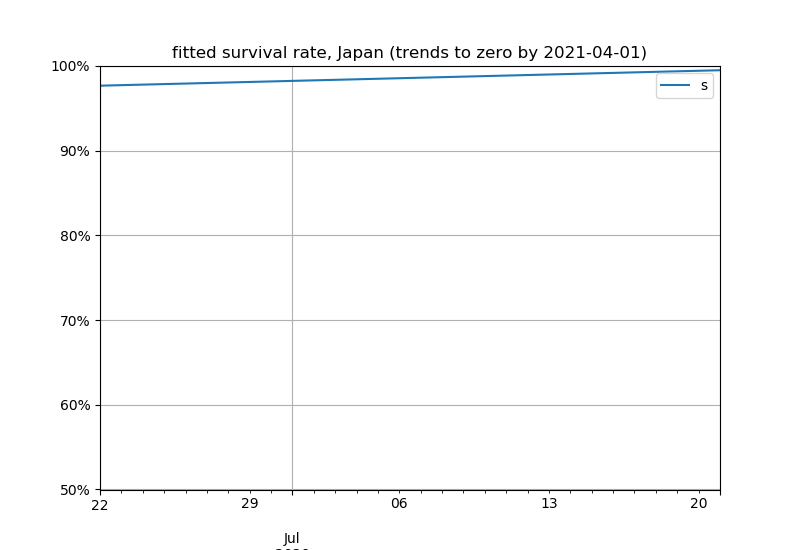 fitted survival rate, Japan (trends to zero by 2021-04-01)
100%
s
90%
80%
70%
60%
50%
22 29 06 13 20
Jul